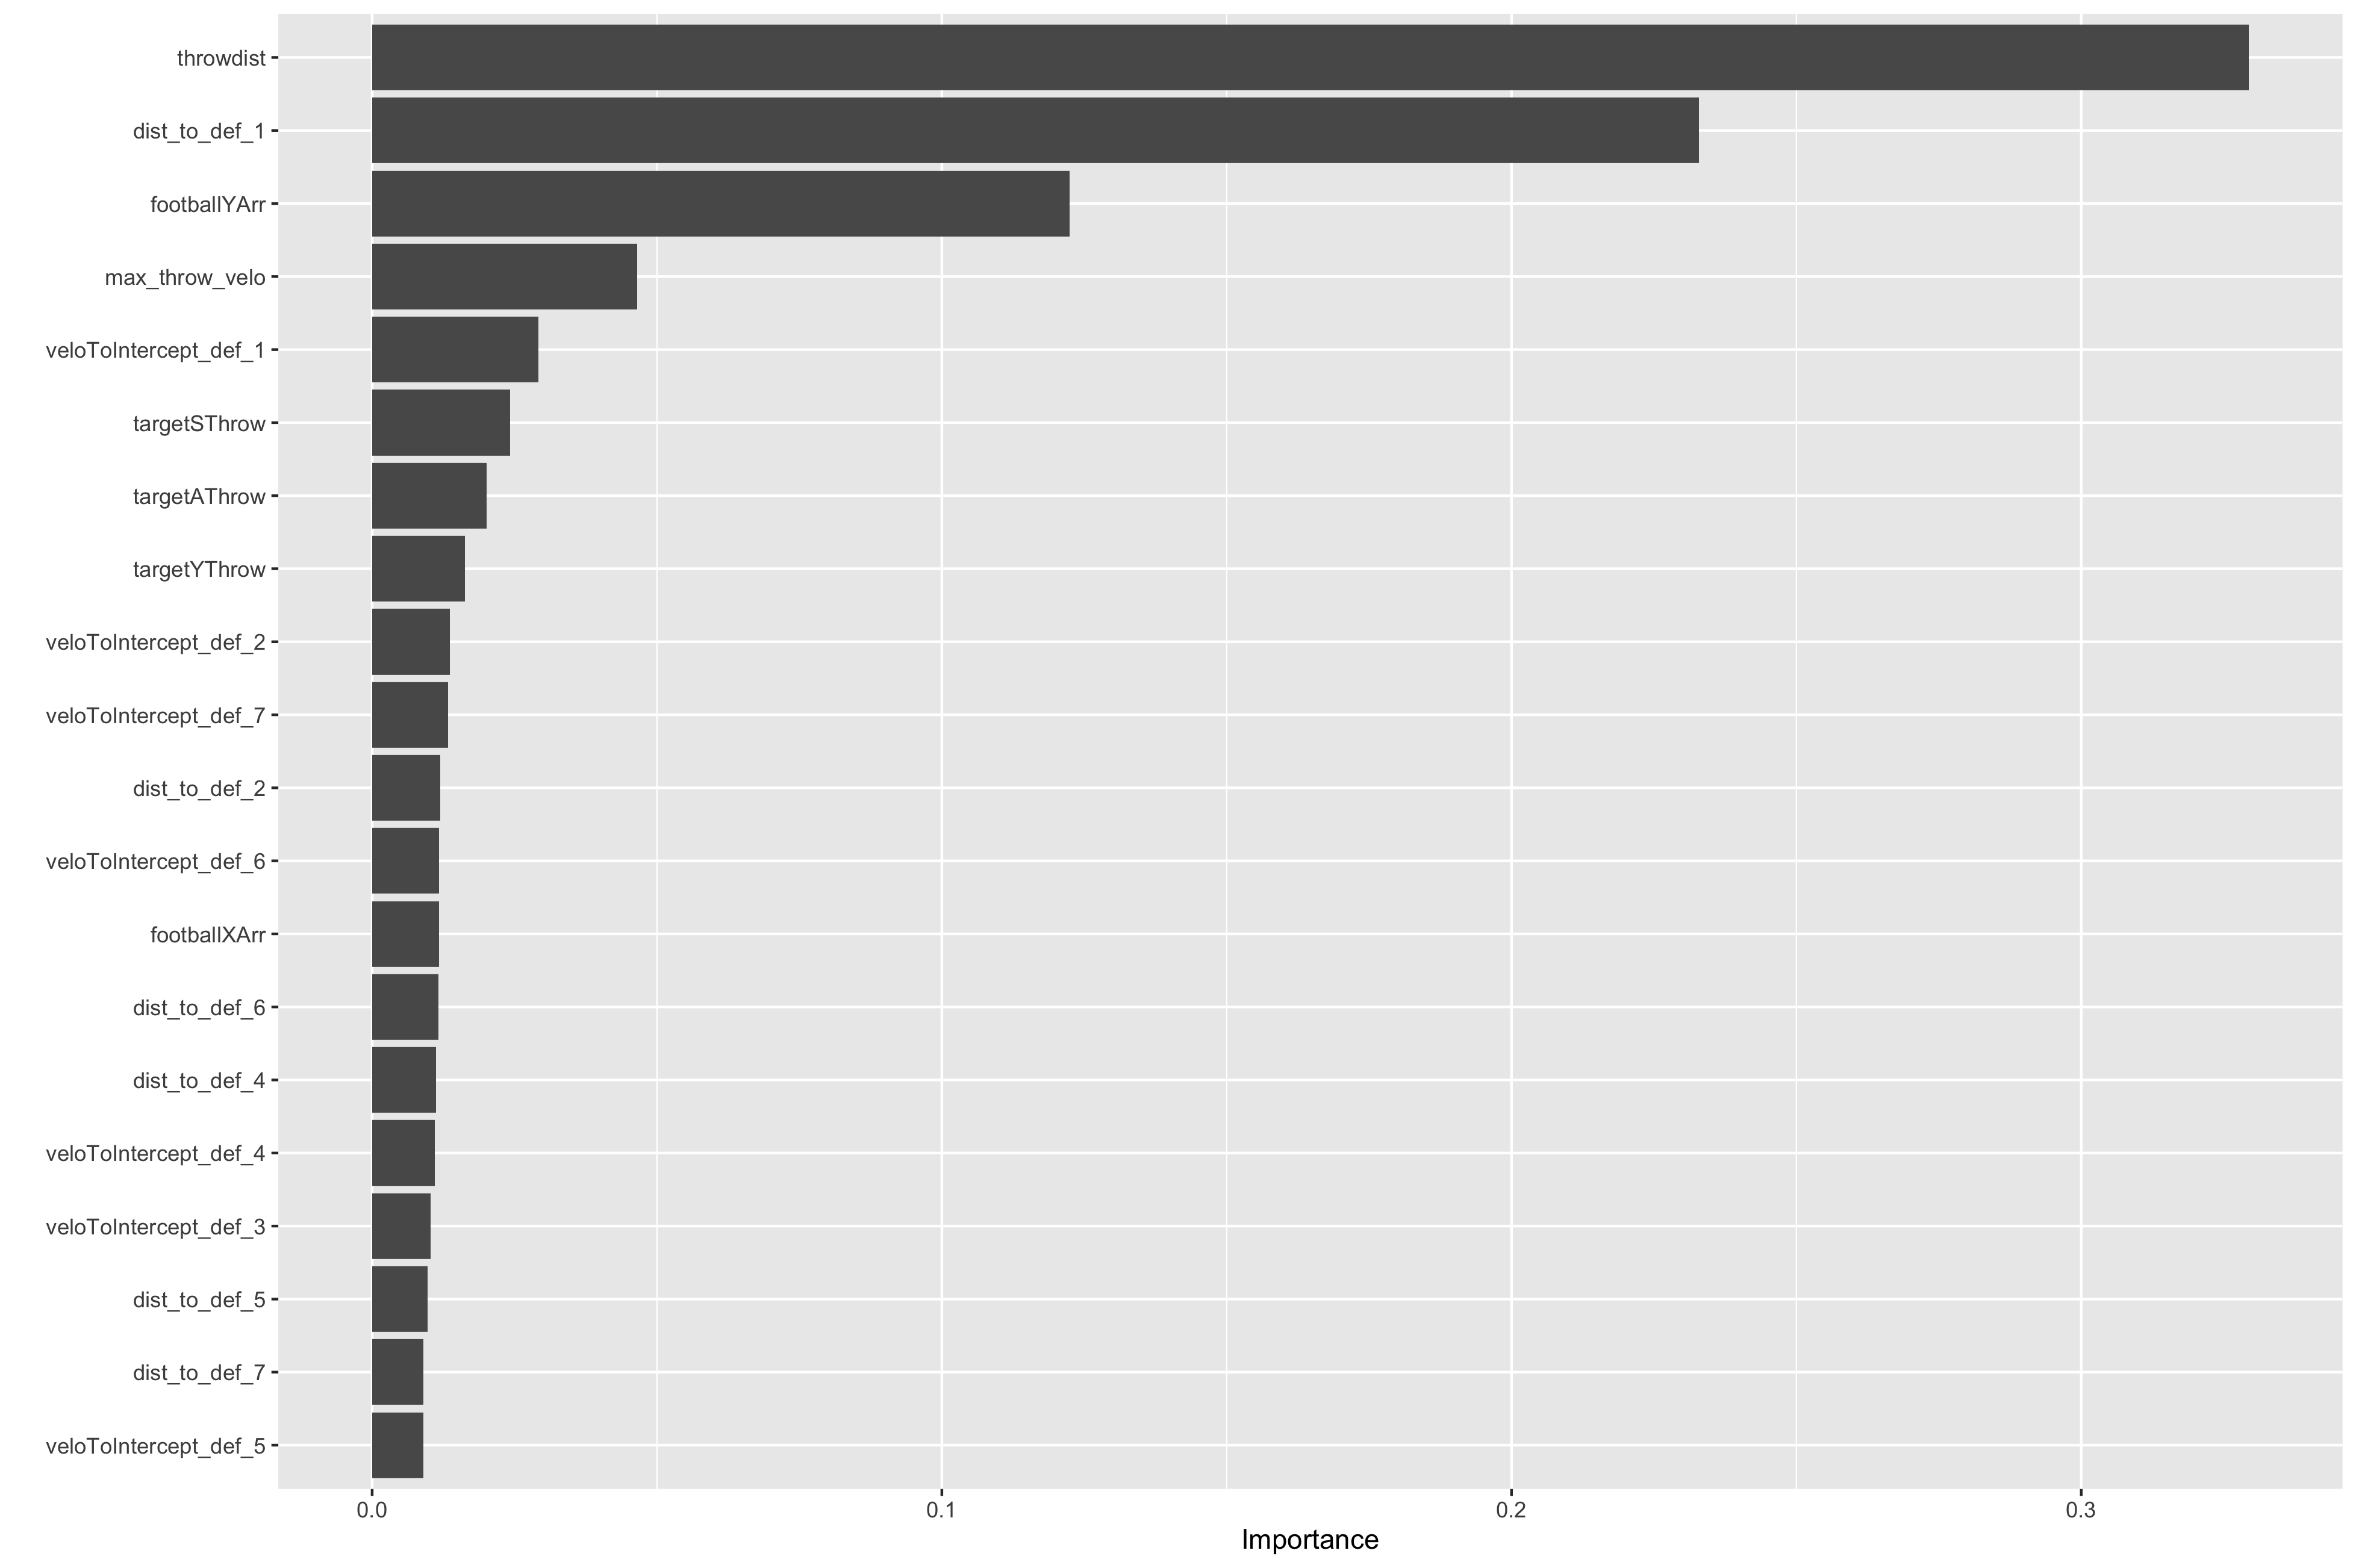 throwdist
dist_to_def_1
footballYArr
max_throw_velo
veloToIntercept_def_1
targetSThrow
targetAThrow
targetYThrow
veloToIntercept_def_2
veloToIntercept_def_7
dist_to_def_2
veloToIntercept_def_6
footballXArr
dist_to_def_6
dist_to_def_4
veloToIntercept_def_4
veloToIntercept_def_3
dist_to_def_5
dist_to_def_7
veloToIntercept_def_5
0.0 0.1 0.2 0.3
Importance